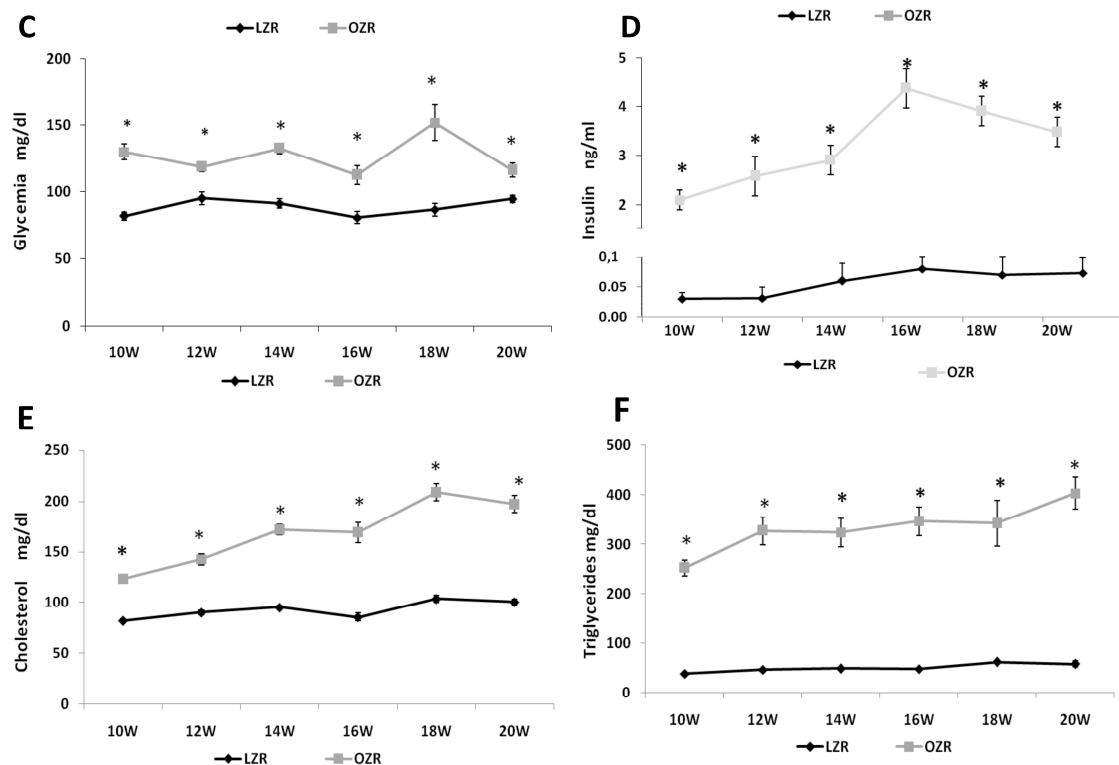 C
LZR OZR
Glycemia mg/dl
200
150
100
50
0
* * * * * *
10W 12W 14W 16W 18W 20W
LZR OZR
D
LZR OZR
Insulin ng/ml
5
4
3
2
0,1
0.05
0.00
* * * * * *
10W 12W 14W 16W 18W 20W
LZR OZR
E
Cholesterol mg/dl
250
200
150
100
50
0
* * * * * *
10W 12W 14W 16W 18W 20W
LZR OZR
F
Triglycerides mg/dl
500
400
300
200
100
0
* * * * * *
10W 12W 14W 16W 18W 20W
LZR OZR